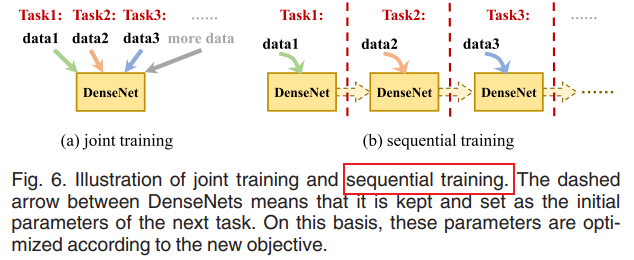 Task1: Task2: Task3: ......
data1 data2 data3 more data
DenseNet
(a) joint training
Task1: Task2: Task3: ......
data1 data2 data3
DenseNet DenseNet DenseNet ......
(b) sequential training
Fig. 6. Illustration of joint training and sequential training. The dashed
arrow between DenseNets means that it is kept and set as the initial
parameters of the next task. On this basis, these parameters are opti-
mized according to the new objective.